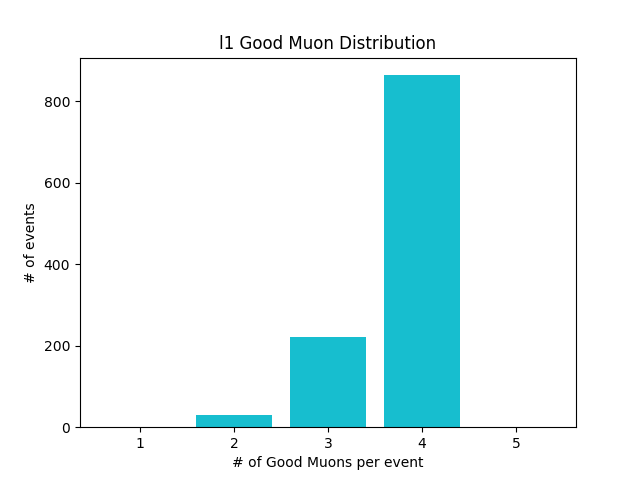 l1 Good Muon Distribution
800
600
400
200
0
# of events
1 2 3 4 5
# of Good Muons per event